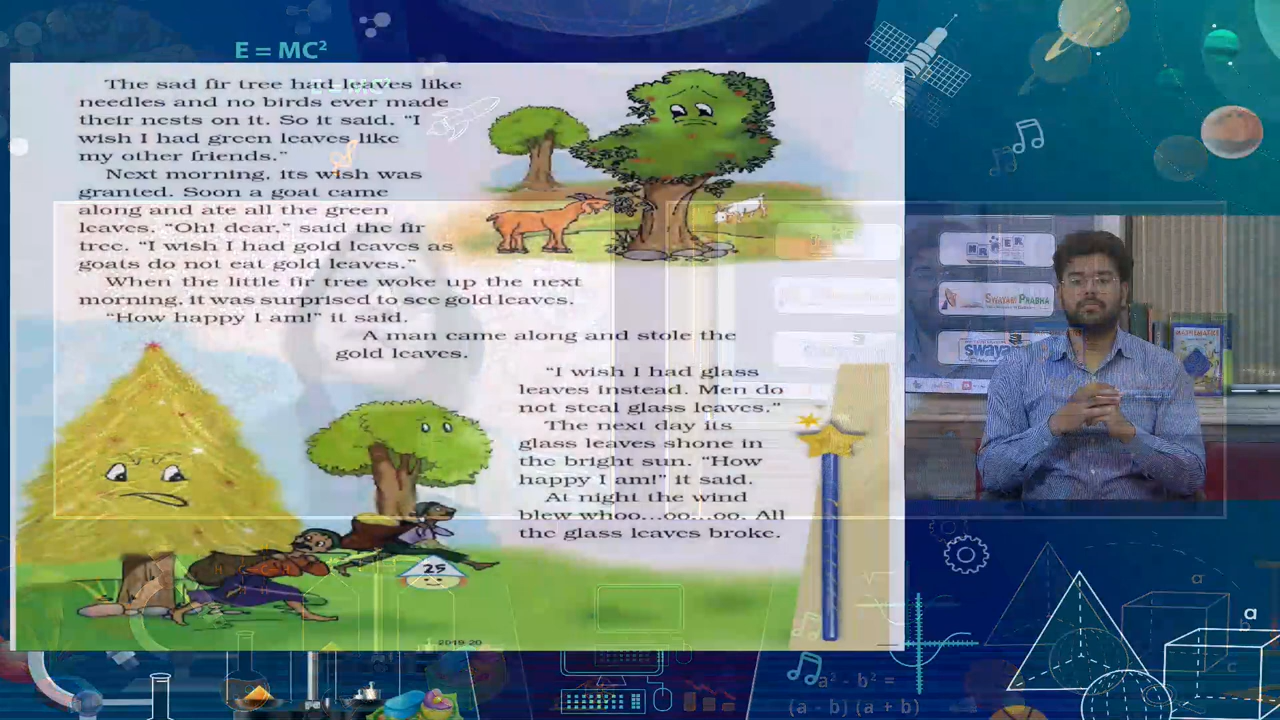 E = MC²
The sad fir tree had leaves like
needles and no birds ever made
their nests on it. So it said. "I
wish I had green leaves like
my other friends."
Next morning, its wish was
granted. Soon a goat came
along and ate all the green
leaves. "Oh! dear," said the fir
tree. "I wish I had gold leaves as
goats do not eat gold leaves."
When the little fir tree woke up the next
morning, it was surprised to see gold leaves.
"How happy I am!" it said.
A man came along and stole the
gold leaves.
"I wish I had glass
leaves instead. Men do
not steal glass leaves."
The next day its
glass leaves shone in
the bright sun. "How
happy I am!" it said.
At night the wind
blew whoo...oo...oo. All
the glass leaves broke.
25
2019-20
SWAYAM PRABHA
swayam
MATHEMATICS
a
a
b
c
a² - b² =
(a - b) (a + b)